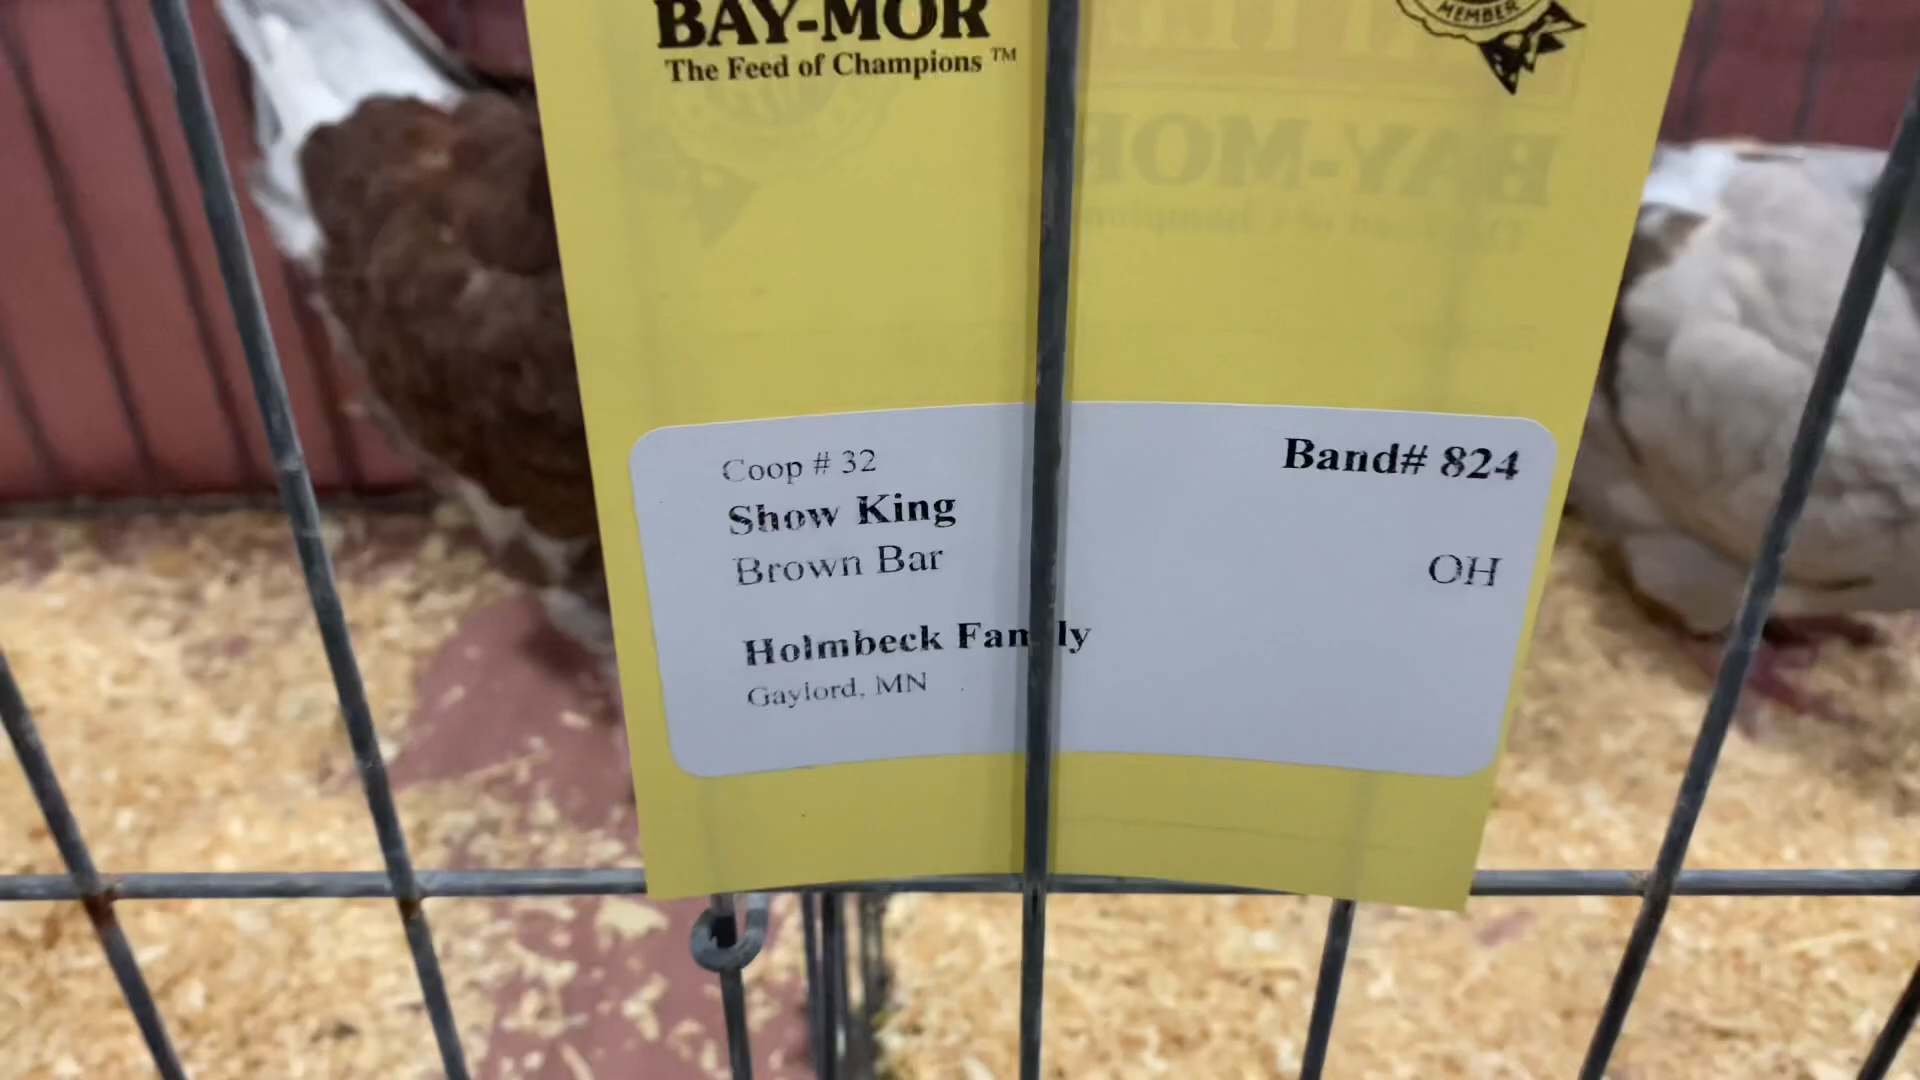 BAY-MOR
The Feed of Champions ™
MEMBER
Coop # 32
Band# 824
Show King
Brown Bar
OH
Holmbeck Family
Gaylord, MN